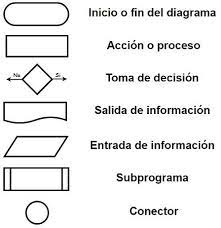 Inicio o fin del diagrama
Acción o proceso
No Si
Toma de decisión
Salida de información
Entrada de información
Subprograma
Conector